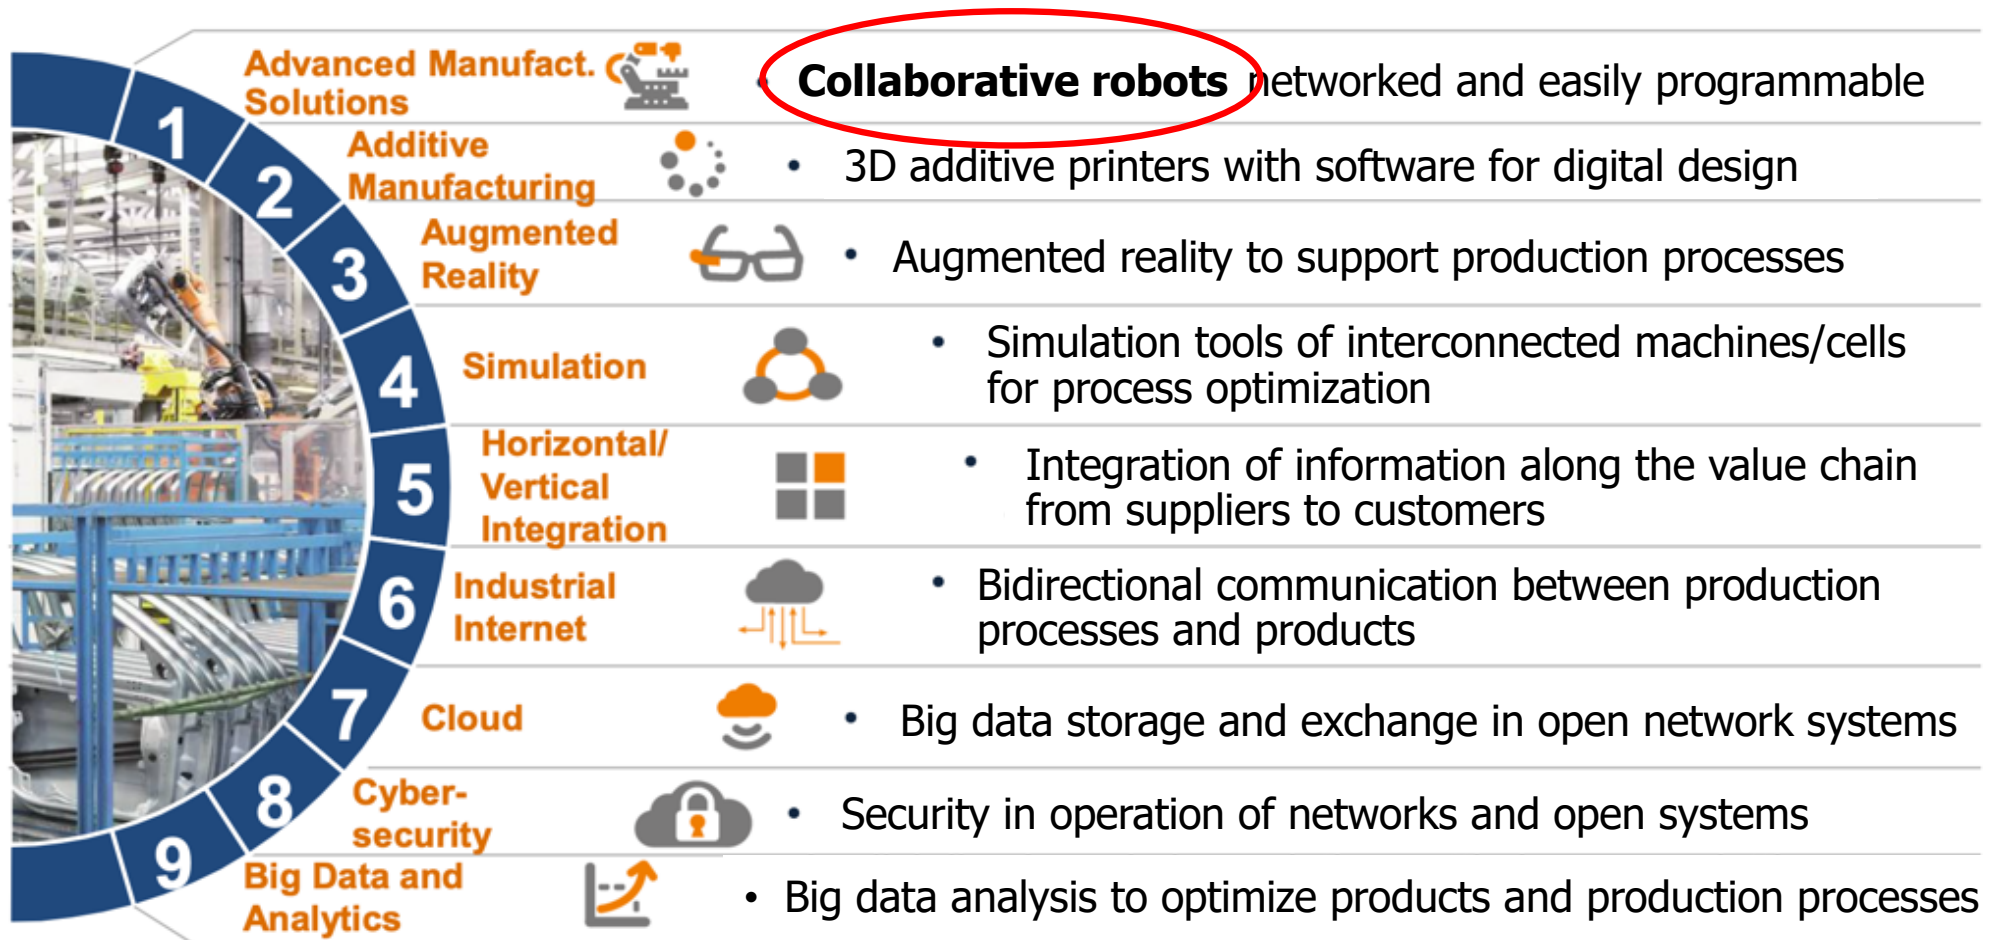 1
Advanced Manufact.
Solutions
• Collaborative robots networked and easily programmable
2
Additive
Manufacturing
• 3D additive printers with software for digital design
3
Augmented
Reality
• Augmented reality to support production processes
4
Simulation
• Simulation tools of interconnected machines/cells
for process optimization
5
Horizontal/
Vertical
Integration
• Integration of information along the value chain
from suppliers to customers
6
Industrial
Internet
• Bidirectional communication between production
processes and products
7
Cloud
• Big data storage and exchange in open network systems
8
Cyber-
security
• Security in operation of networks and open systems
9
Big Data and
Analytics
• Big data analysis to optimize products and production processes